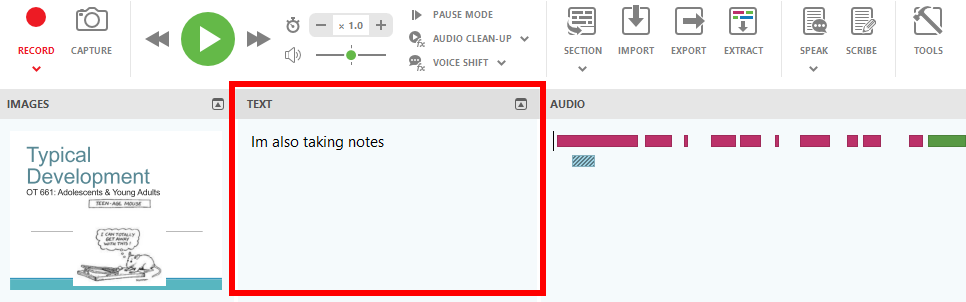 RECORD
CAPTURE
× 1.0
PAUSE MODE
AUDIO CLEAN-UP
VOICE SHIFT
SECTION
IMPORT
EXPORT
EXTRACT
SPEAK
SCRIBE
TOOLS
fx
fx
IMAGES
TEXT
AUDIO
Typical
Development
OT 661: Adolescents & Young Adults
TEEN-AGE MOUSE
I CAN TOTALLY
GET AWAY
WITH THIS!
Im also taking notes